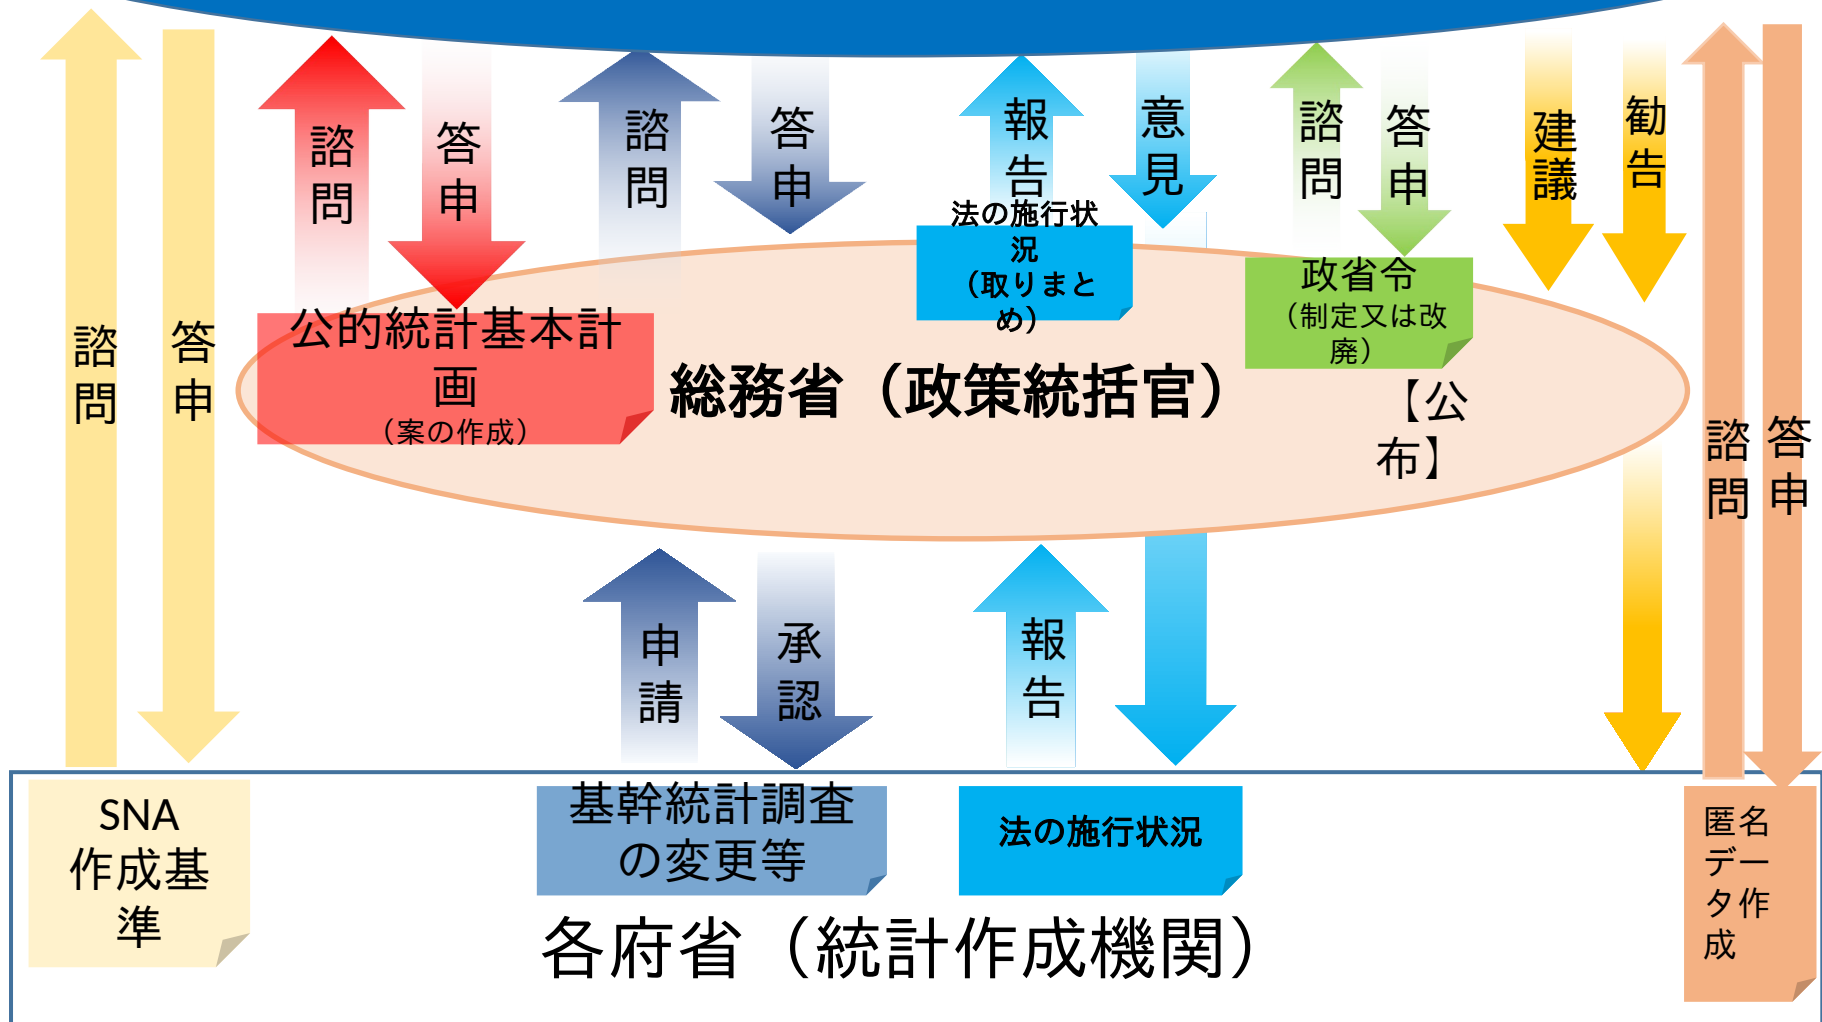 諮問
答申
諮問
答申
諮問
答申
報告
意見
諮問
答申
建議
勧告
諮問
答申
法の施行状
況
（取りまと
め）
政省令
（制定又は改
廃）
公的統計基本計
画
（案の作成）
総務省（政策統括官）
【公
布】
申請
承認
報告
SNA
作成基
準
基幹統計調査
の変更等
法の施行状況
匿名
デー
タ作
成
各府省（統計作成機関）